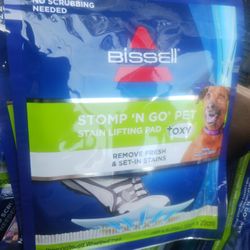 NO SCRUBBING
NEEDED
BISSELL
STOMP 'N GO® PET
STAIN LIFTING PAD +OXY
REMOVE FRESH
& SET-IN STAINS